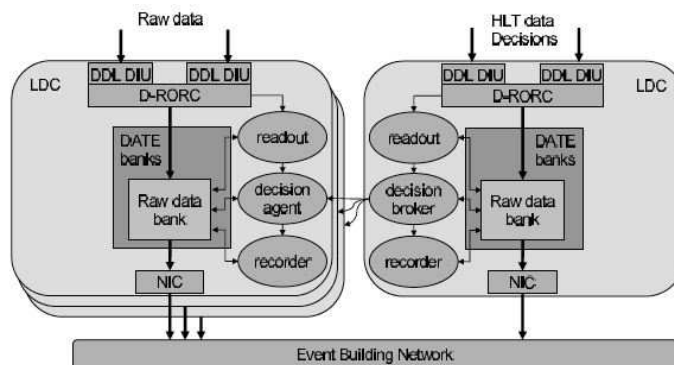 Raw data
HLT data
Decisions
LDC
DDL DIU
DDL DIU
D-RORC
DATE
banks
readout
Raw data
bank
decision
agent
recorder
NIC
DDL DIU
DDL DIU
LDC
D-RORC
readout
DATE
banks
decision
broker
Raw data
bank
recorder
NIC
Event Building Network